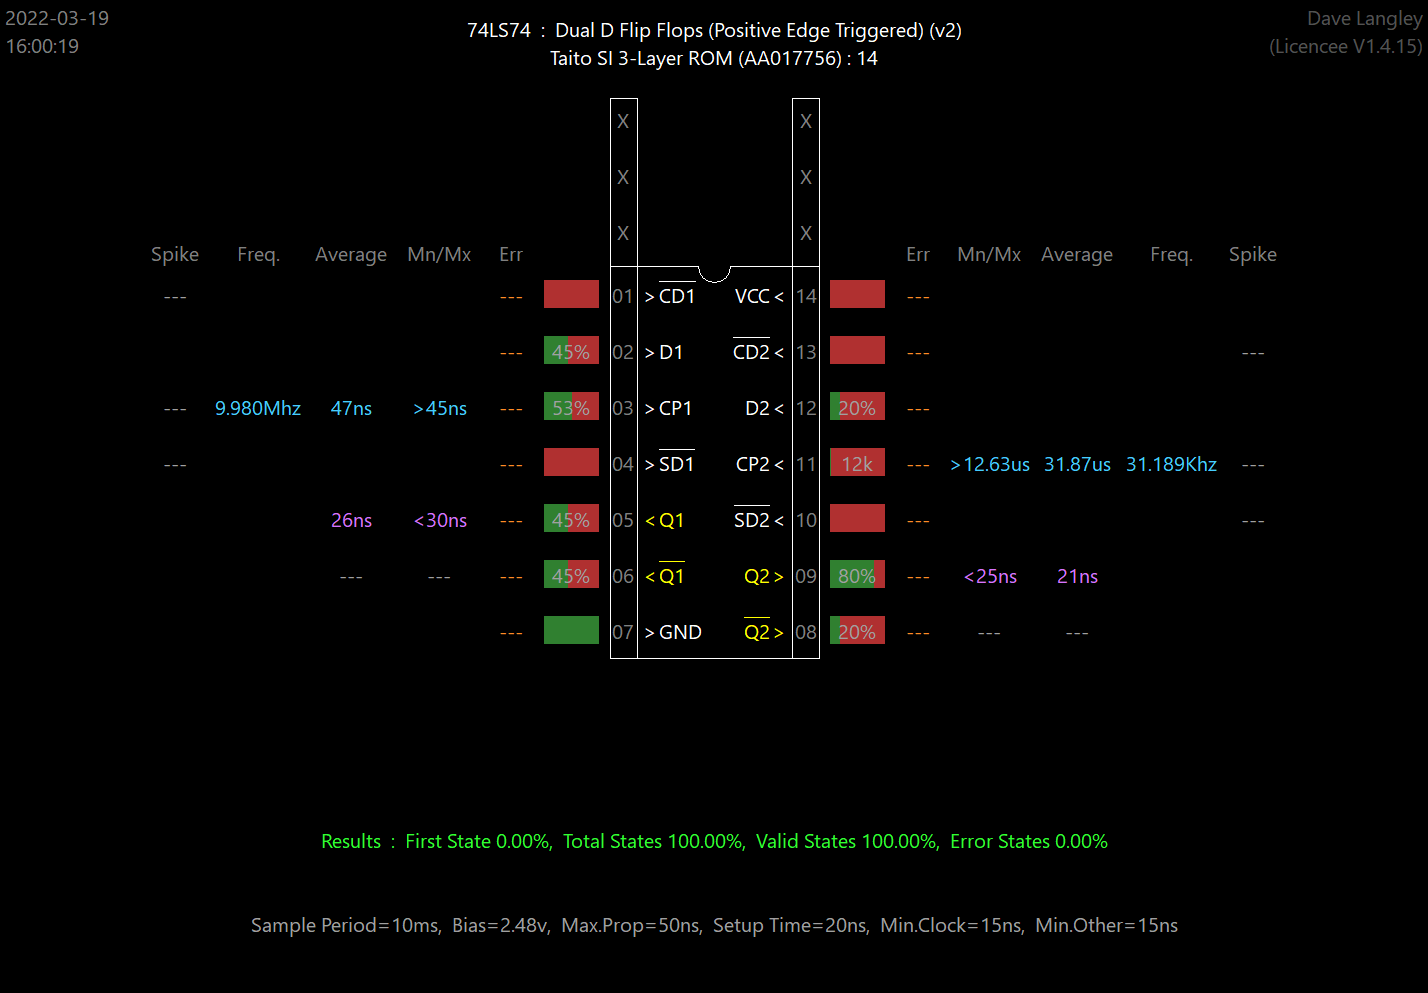 2022-03-19
16:00:19
74LS74 : Dual D Flip Flops (Positive Edge Triggered) (v2)
Taito SI 3-Layer ROM (AA017756) : 14
Dave Langley
(Licencee V1.4.15)
X X
X X
X X
Spike Freq. Average Mn/Mx Err Err Mn/Mx Average Freq. Spike
--- --- 01 >CD1 VCC< 14 ---
--- 45% 02 >D1 CD2< 13 --- ---
--- 9.980Mhz 47ns >45ns --- 53% 03 >CP1 D2< 12 20% ---
--- --- 04 >SD1 CP2< 11 12k --- >12.63us 31.87us 31.189Khz ---
26ns <30ns --- 45% 05 <Q1 SD2< 10 --- ---
--- --- --- 45% 06 <Q1 Q2> 09 80% --- <25ns 21ns
--- 07 >GND Q2> 08 20% --- --- ---
Results : First State 0.00%, Total States 100.00%, Valid States 100.00%, Error States 0.00%
Sample Period=10ms, Bias=2.48v, Max.Prop=50ns, Setup Time=20ns, Min.Clock=15ns, Min.Other=15ns